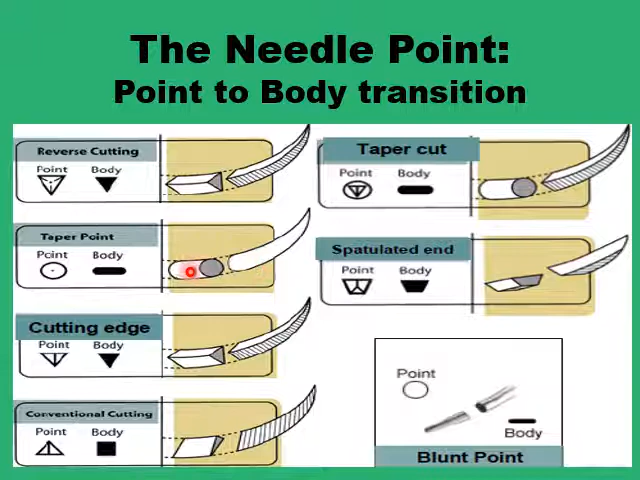 The Needle Point:
Point to Body transition
Reverse Cutting
Point Body
Taper Point
Point Body
Cutting edge
Point Body
Conventional Cutting
Point Body
Taper cut
Point Body
Spatulated end
Point Body
Point
Body
Blunt Point